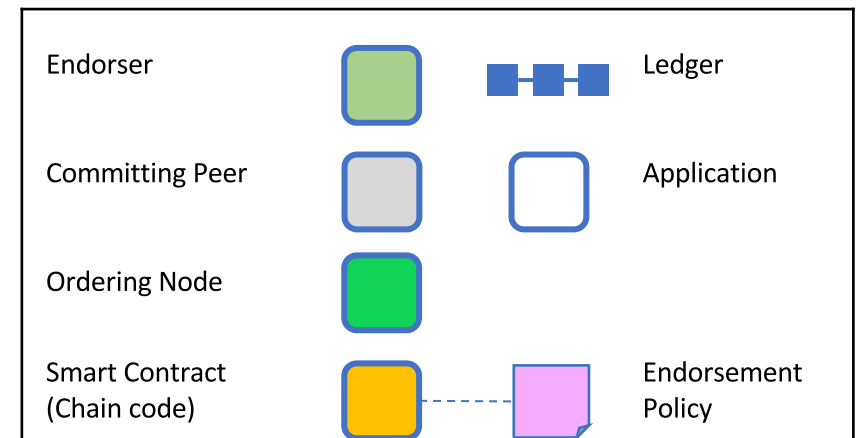 Endorser
Ledger
Committing Peer
Application
Ordering Node
Smart Contract
(Chain code)
Endorsement
Policy